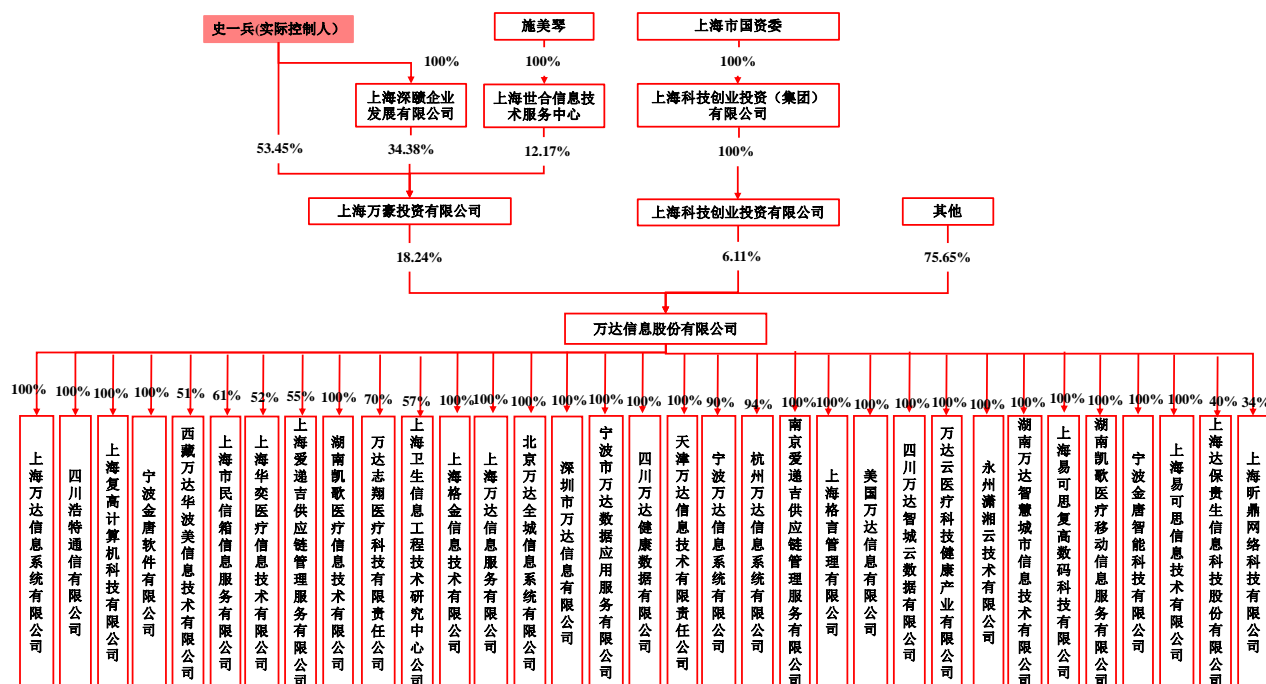 史一兵(实际控制人）
施美琴
上海市国资委
100%
100%
100%
上海深赜企业
发展有限公司
上海世合信息技
术服务中心
上海科技创业投资（集团）
有限公司
53.45%
34.38%
12.17%
100%
上海万豪投资有限公司
上海科技创业投资有限公司
其他
18.24%
6.11%
75.65%
万达信息股份有限公司
100%
100%
100%
100%
51%
61%
52%
55%
100%
70%
57%
100%
100%
100%
100%
100%
100%
100%
90%
94%
100%
100%
100%
100%
100%
100%
100%
100%
100%
100%
100%
40%
34%
上海万达信息系统有限公司
四川浩特通信有限公司
上海复高计算机科技有限公司
宁波金唐软件有限公司
西藏万达华波美信息技术有限公司
上海市民信箱信息服务有限公司
上海华奕医疗信息技术有限公司
上海爱递吉供应链管理服务有限公司
湖南凯歌医疗信息技术有限公司
万达志翔医疗科技有限责任公司
上海卫生信息工程技术研究中心公司
上海格金信息技术有限公司
上海万达信息服务有限公司
北京万达全城信息系统有限公司
深圳市万达信息有限公司
宁波市万达数据应用服务有限公司
四川万达健康数据有限公司
天津万达信息技术有限责任公司
宁波万达信息系统有限公司
杭州万达信息系统有限公司
南京爱递吉供应链管理服务有限公司
上海格言管理有限公司
美国万达信息有限公司
四川万达智城云数据有限公司
万达云医疗科技健康产业有限公司
永州潇湘云技术有限公司
湖南万达智慧城市信息技术有限公司
上海易可思复高数码科技有限公司
湖南凯歌医疗移动信息服务有限公司
宁波金唐智能科技有限公司
上海易可思信息技术有限公司
上海达保贵生信息科技股份有限公司
上海昕鼎网络科技有限公司